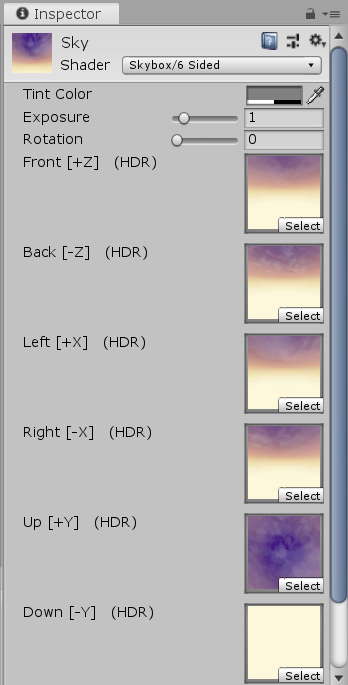 Inspector
Sky
Shader Skybox/6 Sided
Tint Color
Exposure 1
Rotation 0
Front [+Z] (HDR)
Select
Back [-Z] (HDR)
Select
Left [+X] (HDR)
Select
Right [-X] (HDR)
Select
Up [+Y] (HDR)
Select
Down [-Y] (HDR)
Select